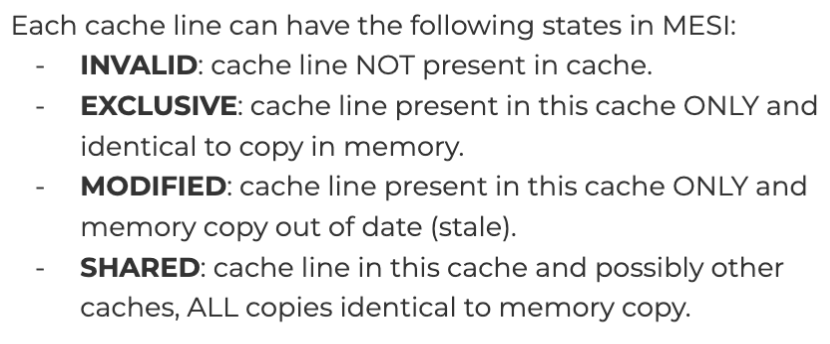 Each cache line can have the following states in MESI:
- INVALID: cache line NOT present in cache.
- EXCLUSIVE: cache line present in this cache ONLY and
identical to copy in memory.
- MODIFIED: cache line present in this cache ONLY and
memory copy out of date (stale).
- SHARED: cache line in this cache and possibly other
caches, ALL copies identical to memory copy.